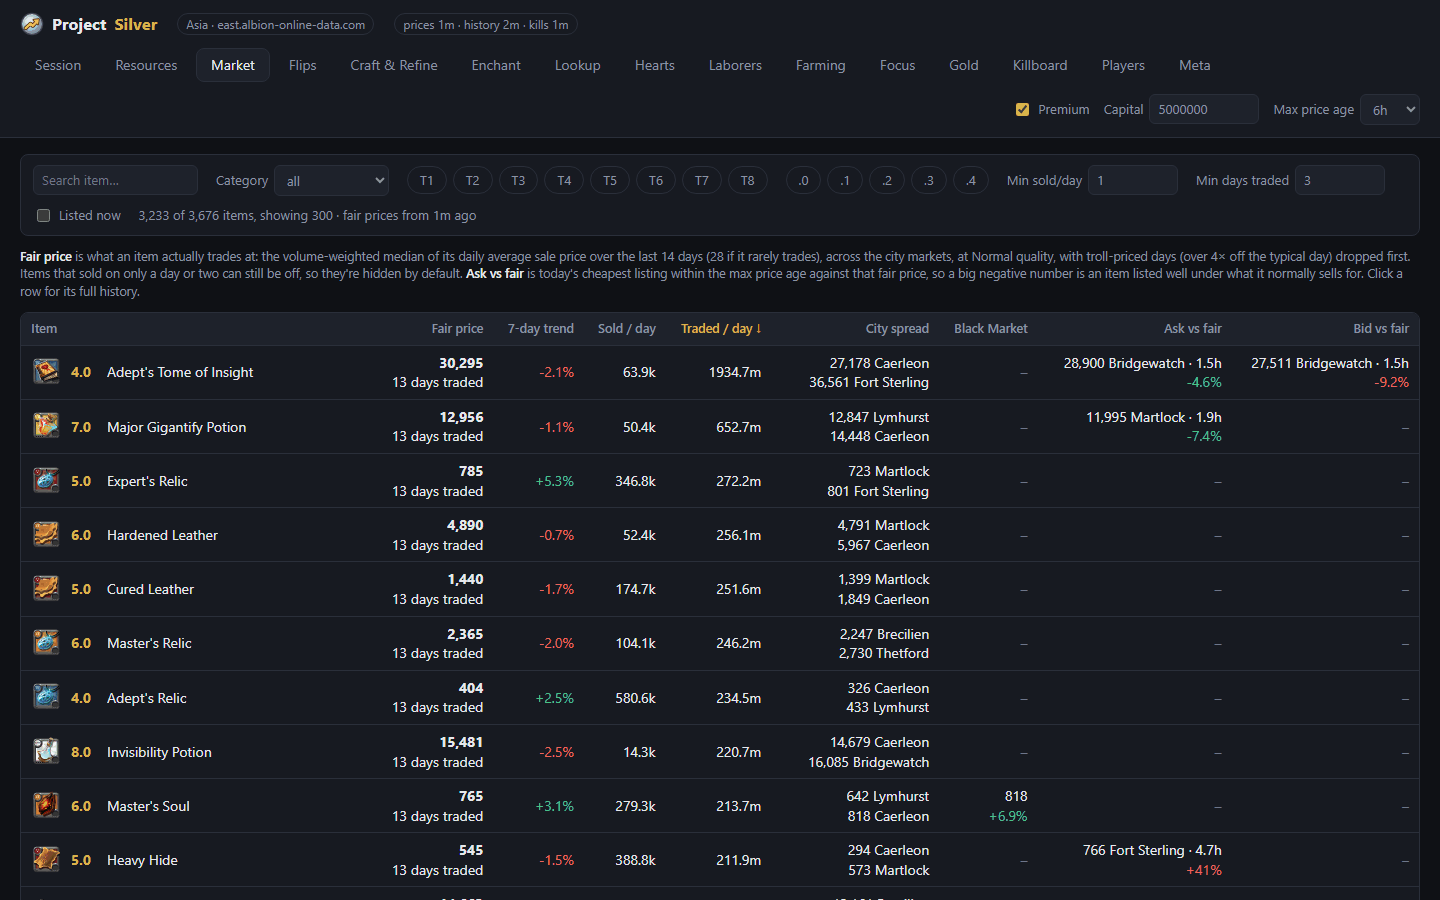 Project Silver
Asia · east.albion-online-data.com
prices 1m · history 2m · kills 1m
Session Resources Market Flips Craft & Refine Enchant Lookup Hearts Laborers Farming Focus Gold Killboard Players Meta
Premium Capital 5000000 Max price age 6h
Search item... Category all T1 T2 T3 T4 T5 T6 T7 T8 .0 .1 .2 .3 .4 Min sold/day 1 Min days traded 3
Listed now 3,233 of 3,676 items, showing 300 · fair prices from 1m ago
Fair price is what an item actually trades at: the volume-weighted median of its daily average sale price over the last 14 days (28 if it rarely trades), across the city markets, at Normal quality, with troll-priced days (over 4× off the typical day) dropped first.
Items that sold on only a day or two can still be off, so they're hidden by default. Ask vs fair is today's cheapest listing within the max price age against that fair price, so a big negative number is an item listed well under what it normally sells for. Click a
row for its full history.
Item Fair price 7-day trend Sold / day Traded / day ↓ City spread Black Market Ask vs fair Bid vs fair
30,295 27,178 Caerleon 28,900 Bridgewatch · 1.5h 27,511 Bridgewatch · 1.5h
4.0 Adept's Tome of Insight -2.1% 63.9k 1934.7m –
13 days traded 36,561 Fort Sterling -4.6% -9.2%
12,956 12,847 Lymhurst 11,995 Martlock · 1.9h
7.0 Major Gigantify Potion -1.1% 50.4k 652.7m – –
13 days traded 14,448 Caerleon -7.4%
785 723 Martlock
5.0 Expert's Relic +5.3% 346.8k 272.2m – – –
13 days traded 801 Fort Sterling
4,890 4,791 Martlock
6.0 Hardened Leather -0.7% 52.4k 256.1m – – –
13 days traded 5,967 Caerleon
1,440 1,399 Martlock
5.0 Cured Leather -1.7% 174.7k 251.6m – – –
13 days traded 1,849 Caerleon
2,365 2,247 Brecilien
6.0 Master's Relic -2.0% 104.1k 246.2m – – –
13 days traded 2,730 Thetford
404 326 Caerleon
4.0 Adept's Relic +2.5% 580.6k 234.5m – – –
13 days traded 433 Lymhurst
15,481 14,679 Caerleon
8.0 Invisibility Potion -2.5% 14.3k 220.7m – – –
13 days traded 16,085 Bridgewatch
765 642 Lymhurst 818
6.0 Master's Soul +3.1% 279.3k 213.7m – –
13 days traded 818 Caerleon +6.9%
545 294 Caerleon 766 Fort Sterling · 4.7h
5.0 Heavy Hide -1.5% 388.8k 211.9m – –
13 days traded 573 Martlock +41%